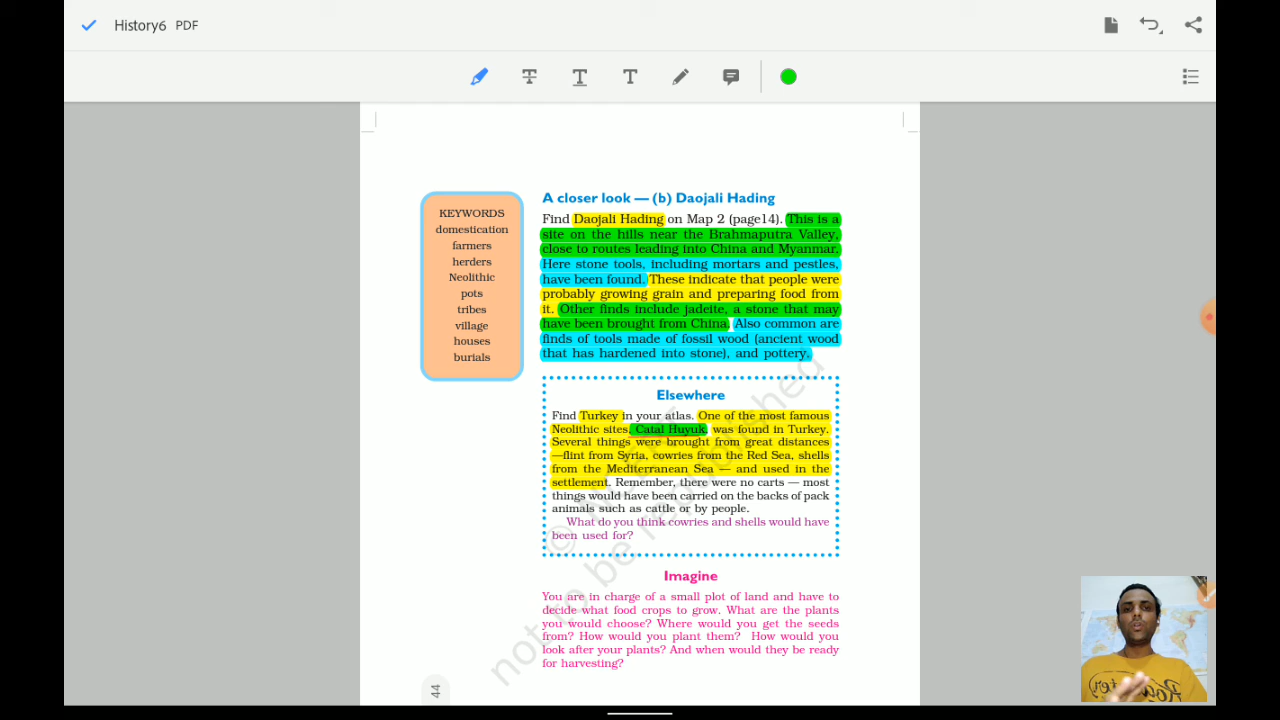 History6 PDF
A closer look — (b) Daojali Hading
KEYWORDS
domestication
farmers
herders
Neolithic
pots
tribes
village
houses
burials
Find Daojali Hading on Map 2 (page14). This is a
site on the hills near the Brahmaputra Valley,
close to routes leading into China and Myanmar.
Here stone tools, including mortars and pestles,
have been found. These indicate that people were
probably growing grain and preparing food from
it. Other finds include jadeite, a stone that may
have been brought from China. Also common are
finds of tools made of fossil wood (ancient wood
that has hardened into stone), and pottery.
Elsewhere
Find Turkey in your atlas. One of the most famous
Neolithic sites, Catal Huyuk, was found in Turkey.
Several things were brought from great distances
—flint from Syria, cowries from the Red Sea, shells
from the Mediterranean Sea — and used in the
settlement. Remember, there were no carts — most
things would have been carried on the backs of pack
animals such as cattle or by people.
What do you think cowries and shells would have
been used for?
Imagine
You are in charge of a small plot of land and have to
decide what food crops to grow. What are the plants
you would choose? Where would you get the seeds
from? How would you plant them? How would you
look after your plants? And when would they be ready
for harvesting?
44